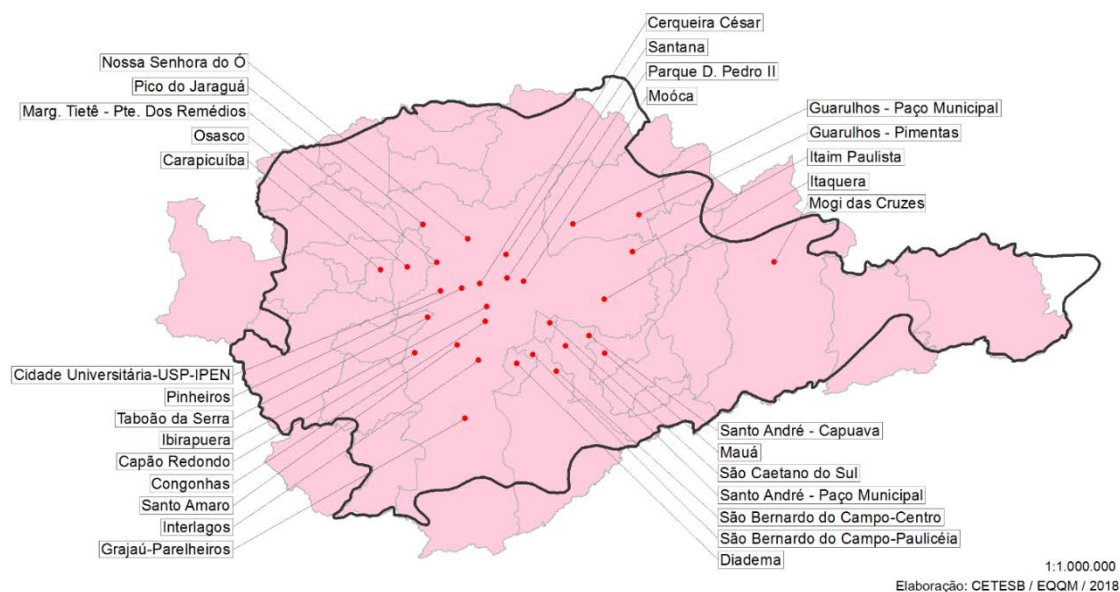 Cerqueira César
Santana
Parque D. Pedro II
Moóca
Nossa Senhora do Ó
Pico do Jaraguá
Marg. Tietê - Pte. Dos Remédios
Osasco
Carapicuíba
Guarulhos - Paço Municipal
Guarulhos - Pimentas
Itaim Paulista
Itaquera
Mogi das Cruzes
Cidade Universitária-USP-IPEN
Pinheiros
Taboão da Serra
Ibirapuera
Capão Redondo
Congonhas
Santo Amaro
Interlagos
Grajaú-Parelheiros
Santo André - Capuava
Mauá
São Caetano do Sul
Santo André - Paço Municipal
São Bernardo do Campo-Centro
São Bernardo do Campo-Paulicéia
Diadema
1:1.000.000
Elaboração: CETESB / EQQM / 2018